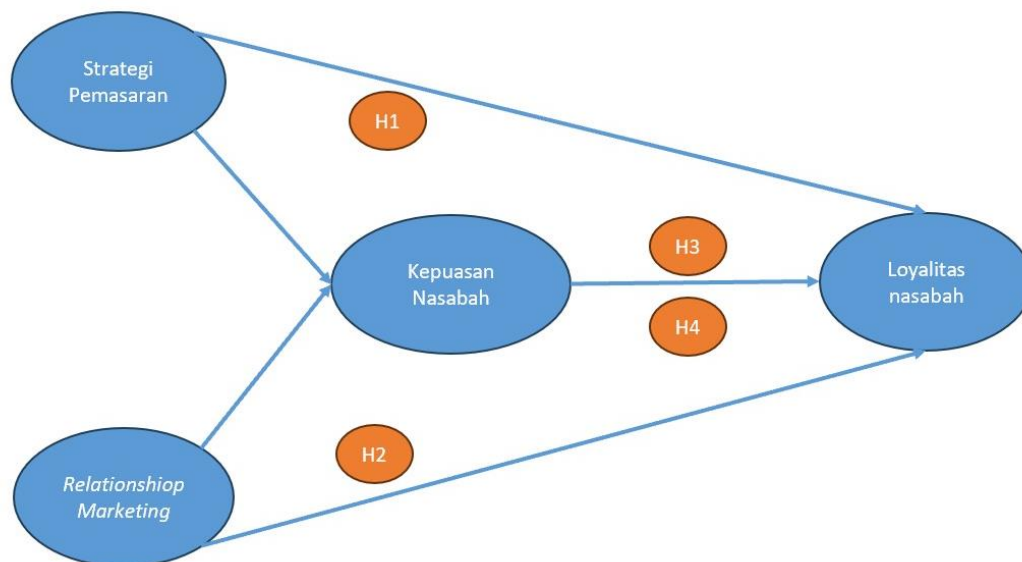 Strategi
Pemasaran
H1
Kepuasan
Nasabah
H3
H4
Loyalitas
nasabah
H2
Relationshiop
Marketing